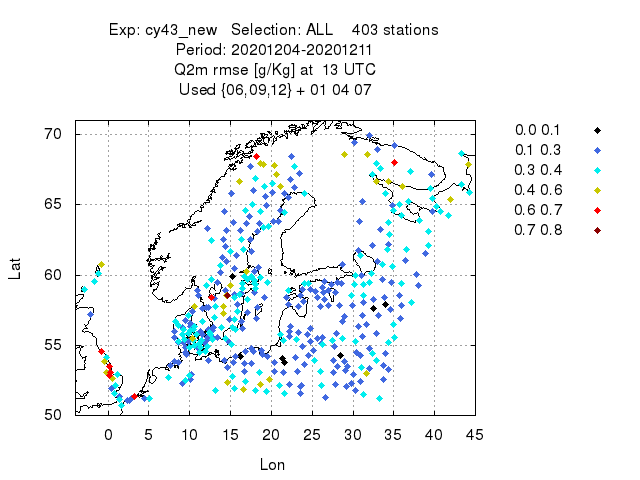 Exp: cy43_new Selection: ALL 403 stations
Period: 20201204-20201211
Q2m rmse [g/Kg] at 13 UTC
Used {06,09,12} + 01 04 07
0.0 0.1
0.1 0.3
0.3 0.4
0.4 0.6
0.6 0.7
0.7 0.8
70
65
60
55
50
Lat
0 5 10 15 20 25 30 35 40 45
Lon